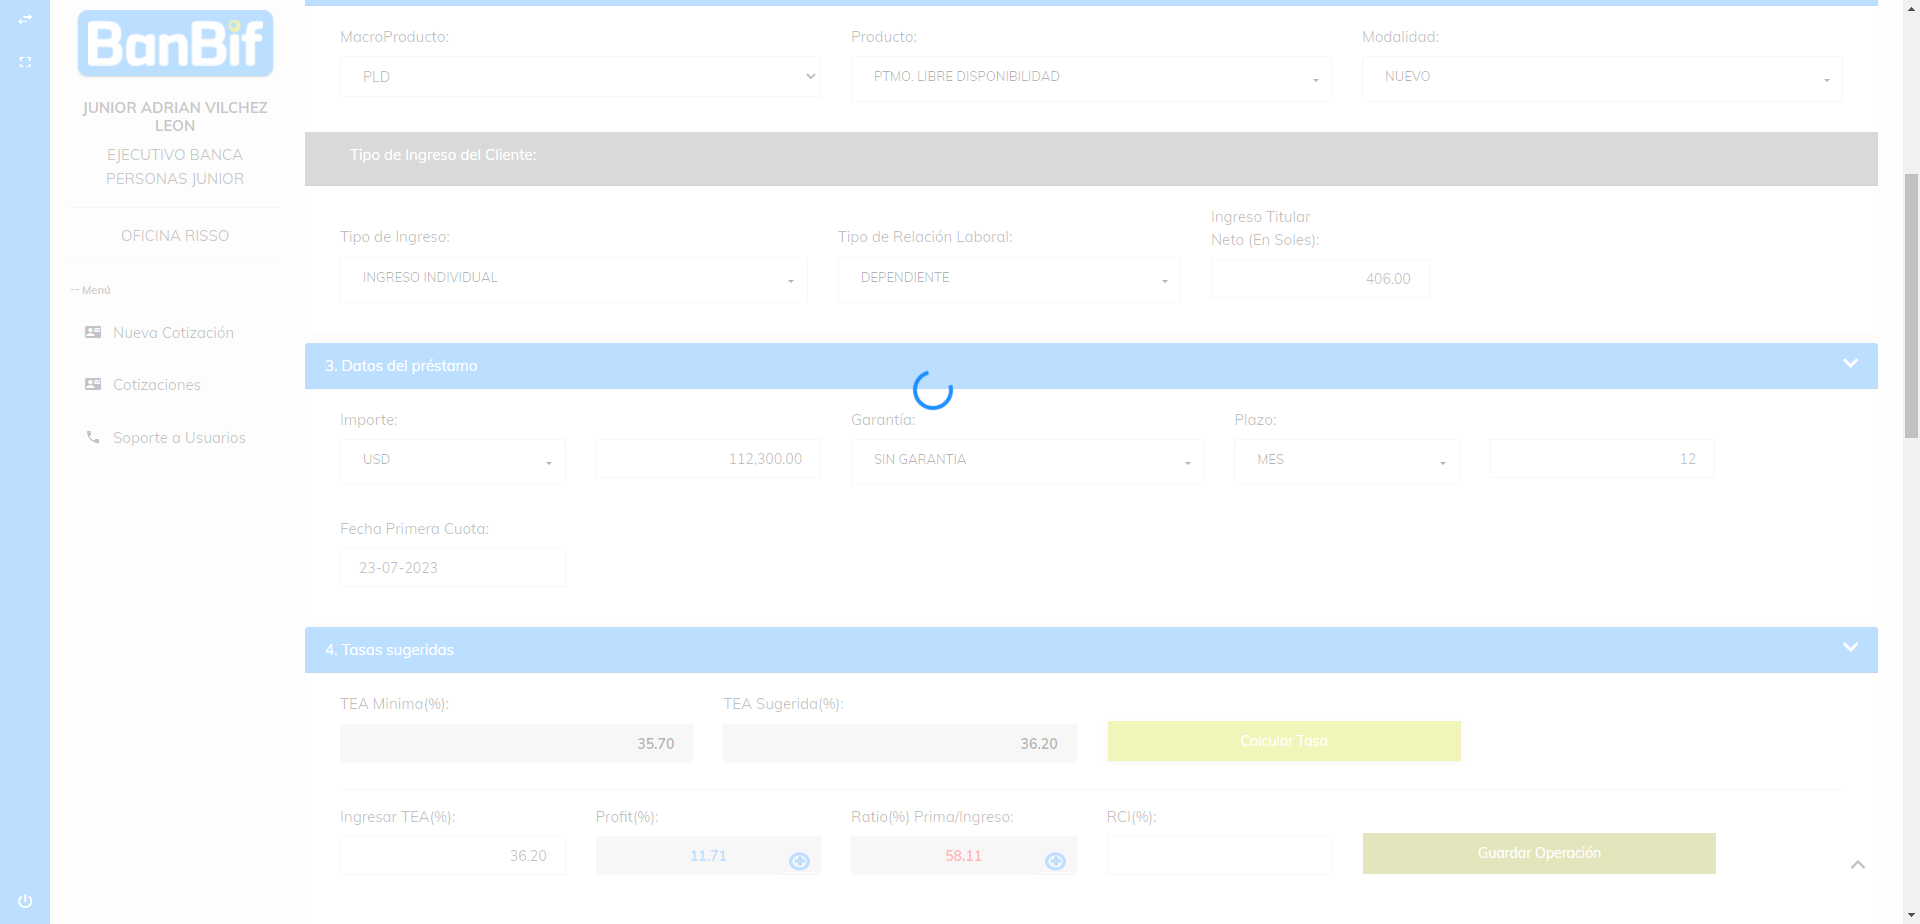 BanBif
JUNIOR ADRIAN VILCHEZ
LEON
EJECUTIVO BANCA
PERSONAS JUNIOR
OFICINA RISSO
-- Menú
Nueva Cotización
Cotizaciones
Soporte a Usuarios
MacroProducto:
Producto:
Modalidad:
PLD
PTMO. LIBRE DISPONIBILIDAD
NUEVO
Tipo de Ingreso del Cliente:
Tipo de Ingreso:
Tipo de Relación Laboral:
Ingreso Titular
Neto (En Soles):
INGRESO INDIVIDUAL
DEPENDIENTE
406.00
3. Datos del préstamo
Importe:
Garantía:
Plazo:
USD
112,300.00
SIN GARANTIA
MES
12
Fecha Primera Cuota:
23-07-2023
4. Tasas sugeridas
TEA Minima(%):
TEA Sugerida(%):
35.70
36.20
Calcular Tasa
Ingresar TEA(%):
Profit(%):
Ratio(%) Prima/Ingreso:
RCI(%):
36.20
11.71
58.11
Guardar Operación